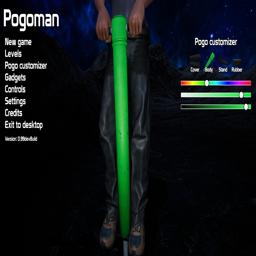 Pogoman
New game
Levels
Pogo customizer
Gadgets
Controls
Settings
Credits
Exit to desktop
Pogo customizer
Cover Body Stand Rubber